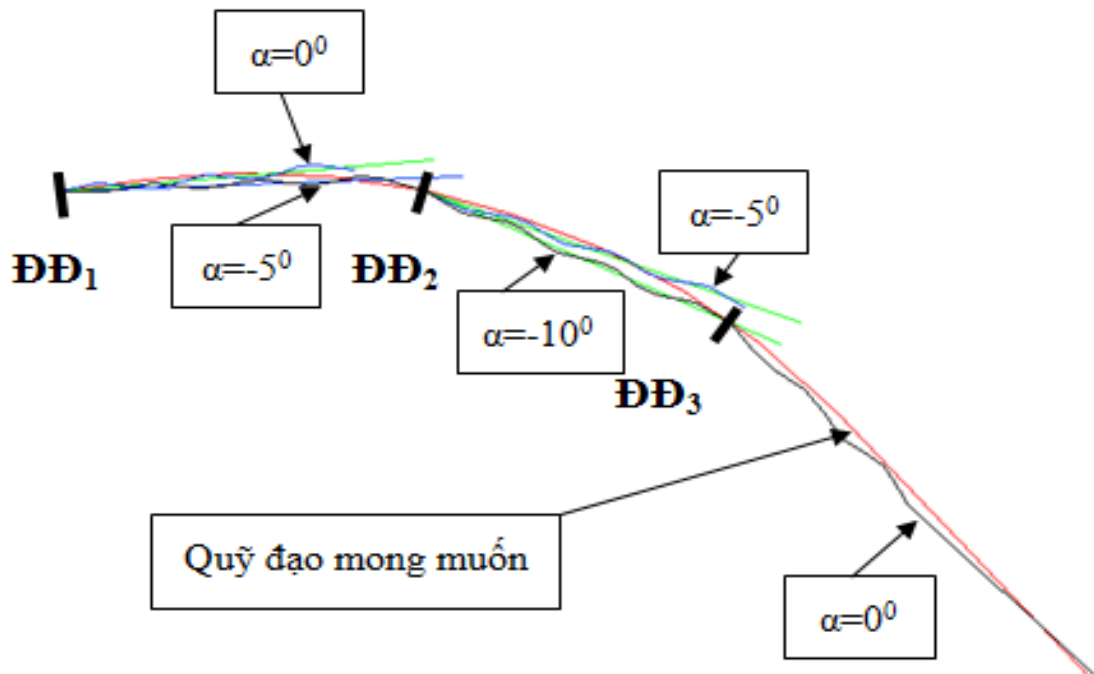 α=0⁰
α=-5⁰
ĐĐ₁
α=-5⁰
ĐĐ₂
α=-10⁰
ĐĐ₃
Quỹ đạo mong muốn
α=0⁰